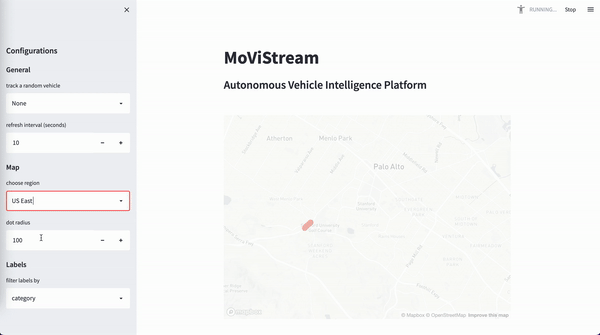 RUNNING...
Stop
Configurations
General
track a random vehicle
None
refresh interval (seconds)
10
Map
choose region
US East
dot radius
100
Labels
filter labels by
category
MoViStream
Autonomous Vehicle Intelligence Platform
Atherton
Menlo Park
Palo Alto
© Mapbox © OpenStreetMap Improve this map